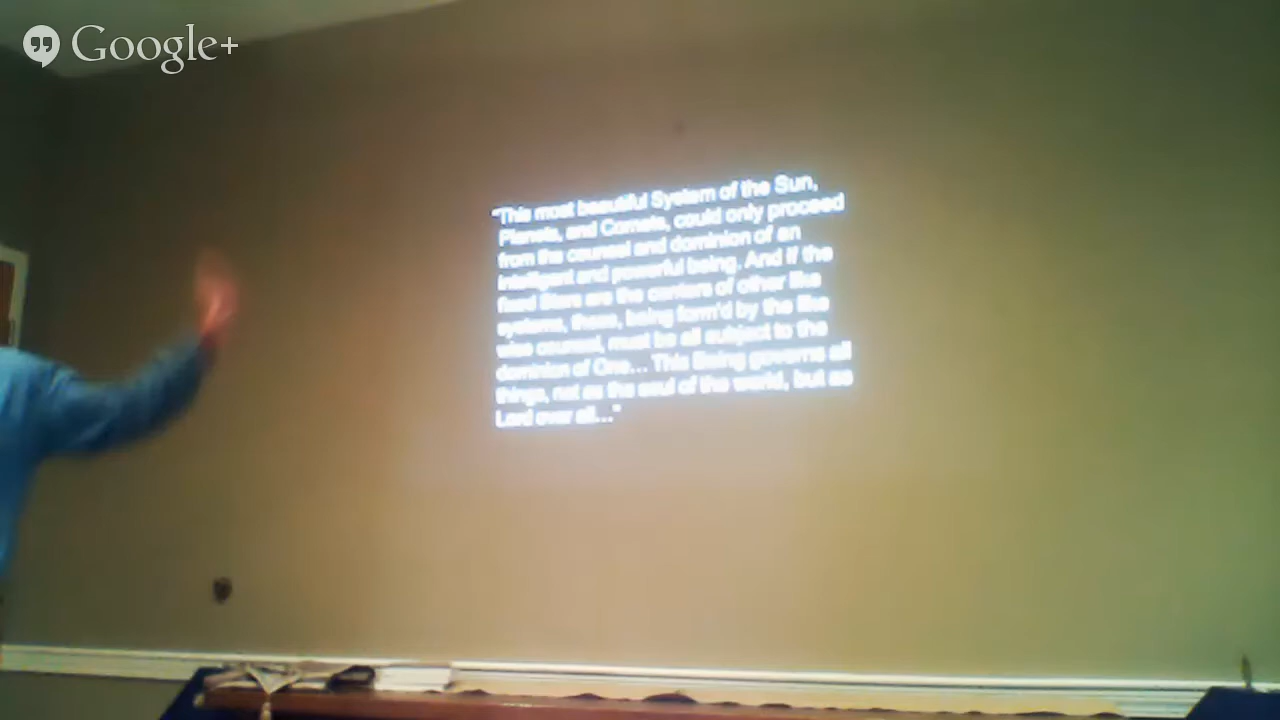 Google+
"This most beautiful System of the Sun,
Planets, and Comets, could only proceed
from the counsel and dominion of an
intelligent and powerful being. And if the
fixed Stars are the centers of other like
systems, these, being form'd by the like
wise counsel, must be all subject to the
dominion of One... This Being governs all
things, not as the soul of the world, but as
Lord over all..."